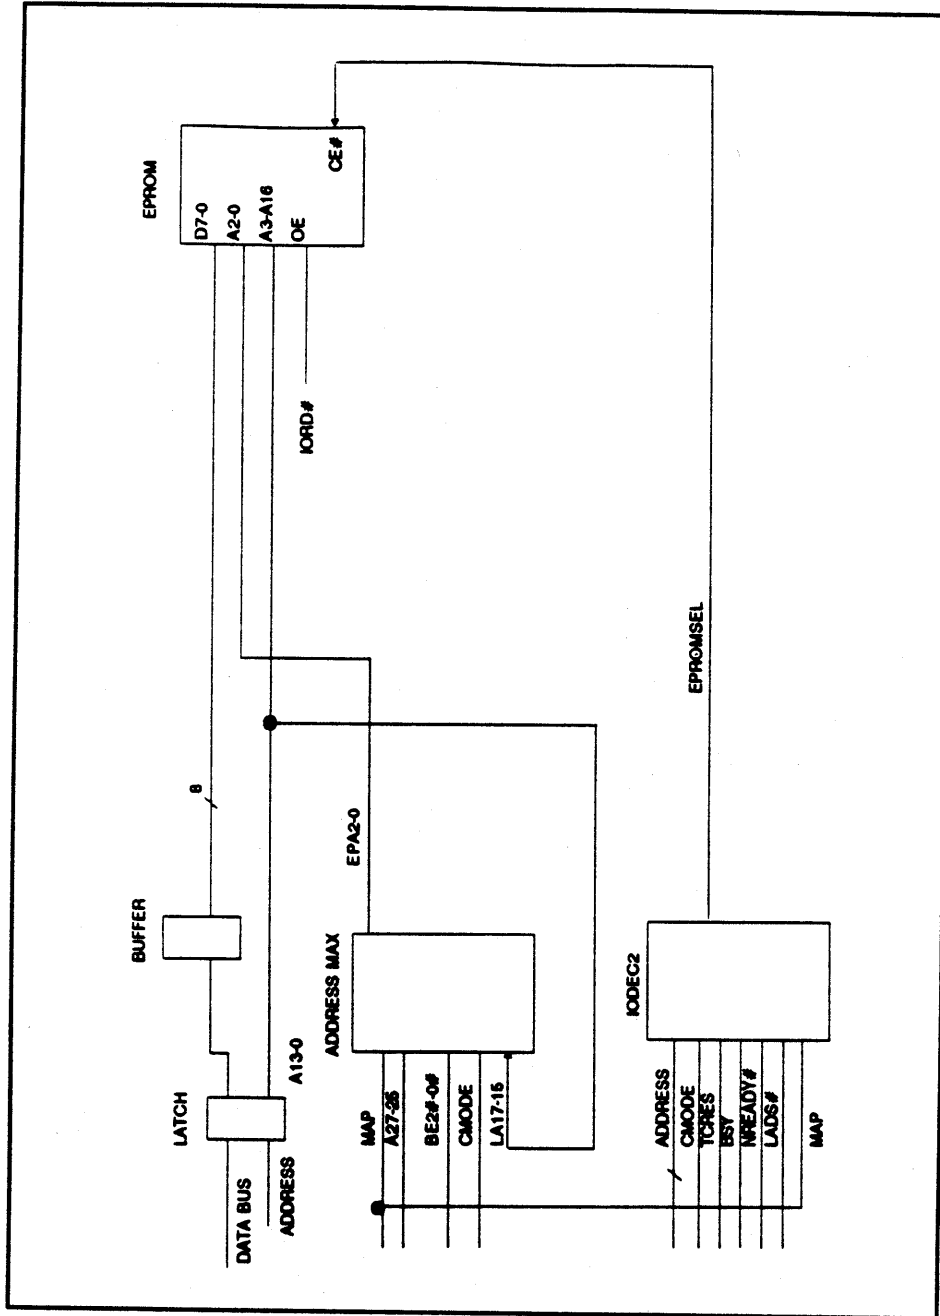 LATCH
BUFFER
EPROM
DATA BUS
ADDRESS
A13-0
8
D7-0
A2-0
A3-A16
OE
CE#
IORD#
ADDRESS MAX
MAP
A27-25
BE2#-0#
CMODE
LA17-15
EPA2-0
IODEC2
ADDRESS
CMODE
TCRES
BSY
NREADY#
LADS#
MAP
EPROMSEL